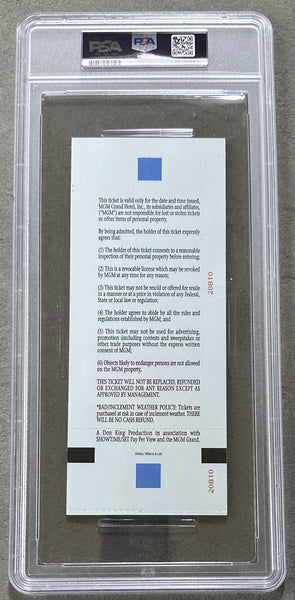 PSA
PSA
This ticket is valid only for the date and time issued,
MGM Grand Hotel, Inc., its subsidiaries and affiliates,
("MGM") are not responsible for lost or stolen tickets
or other items of personal property.
By being admitted, the holder of this ticket expressly
agrees that:
(1) The holder of this ticket consents to a reasonable
inspection of their personal property before entering;
(2) This is a revocable license which may be revoked
by MGM at any time for any reason;
(3) This ticket may not be resold or offered for resale
in a manner or at a price in violation of any Federal,
State or local law or regulation;
(4) The holder agrees to abide by all the rules and
regulations established by MGM; and
(5) This ticket may not be used for advertising,
promotion (including contests and sweepstakes or
other trade purposes without the express written
consent of MGM;
(6) Objects likely to endanger persons are not allowed
on the MGM property,
THIS TICKET WILL NOT BE REPLACED, REFUNDED
OR EXCHANGED FOR ANY REASON EXCEPT AS
APPROVED BY MANAGEMENT.
*BAD/INCLEMENT WEATHER POLICY: Tickets are
purchased at risk in case of inclement weather. THERE
WILL BE NO CASH REFUND.
A Don King Production in association with
SHOWTIME/SET Pay Per View and the MGM Grand.
20810
20810